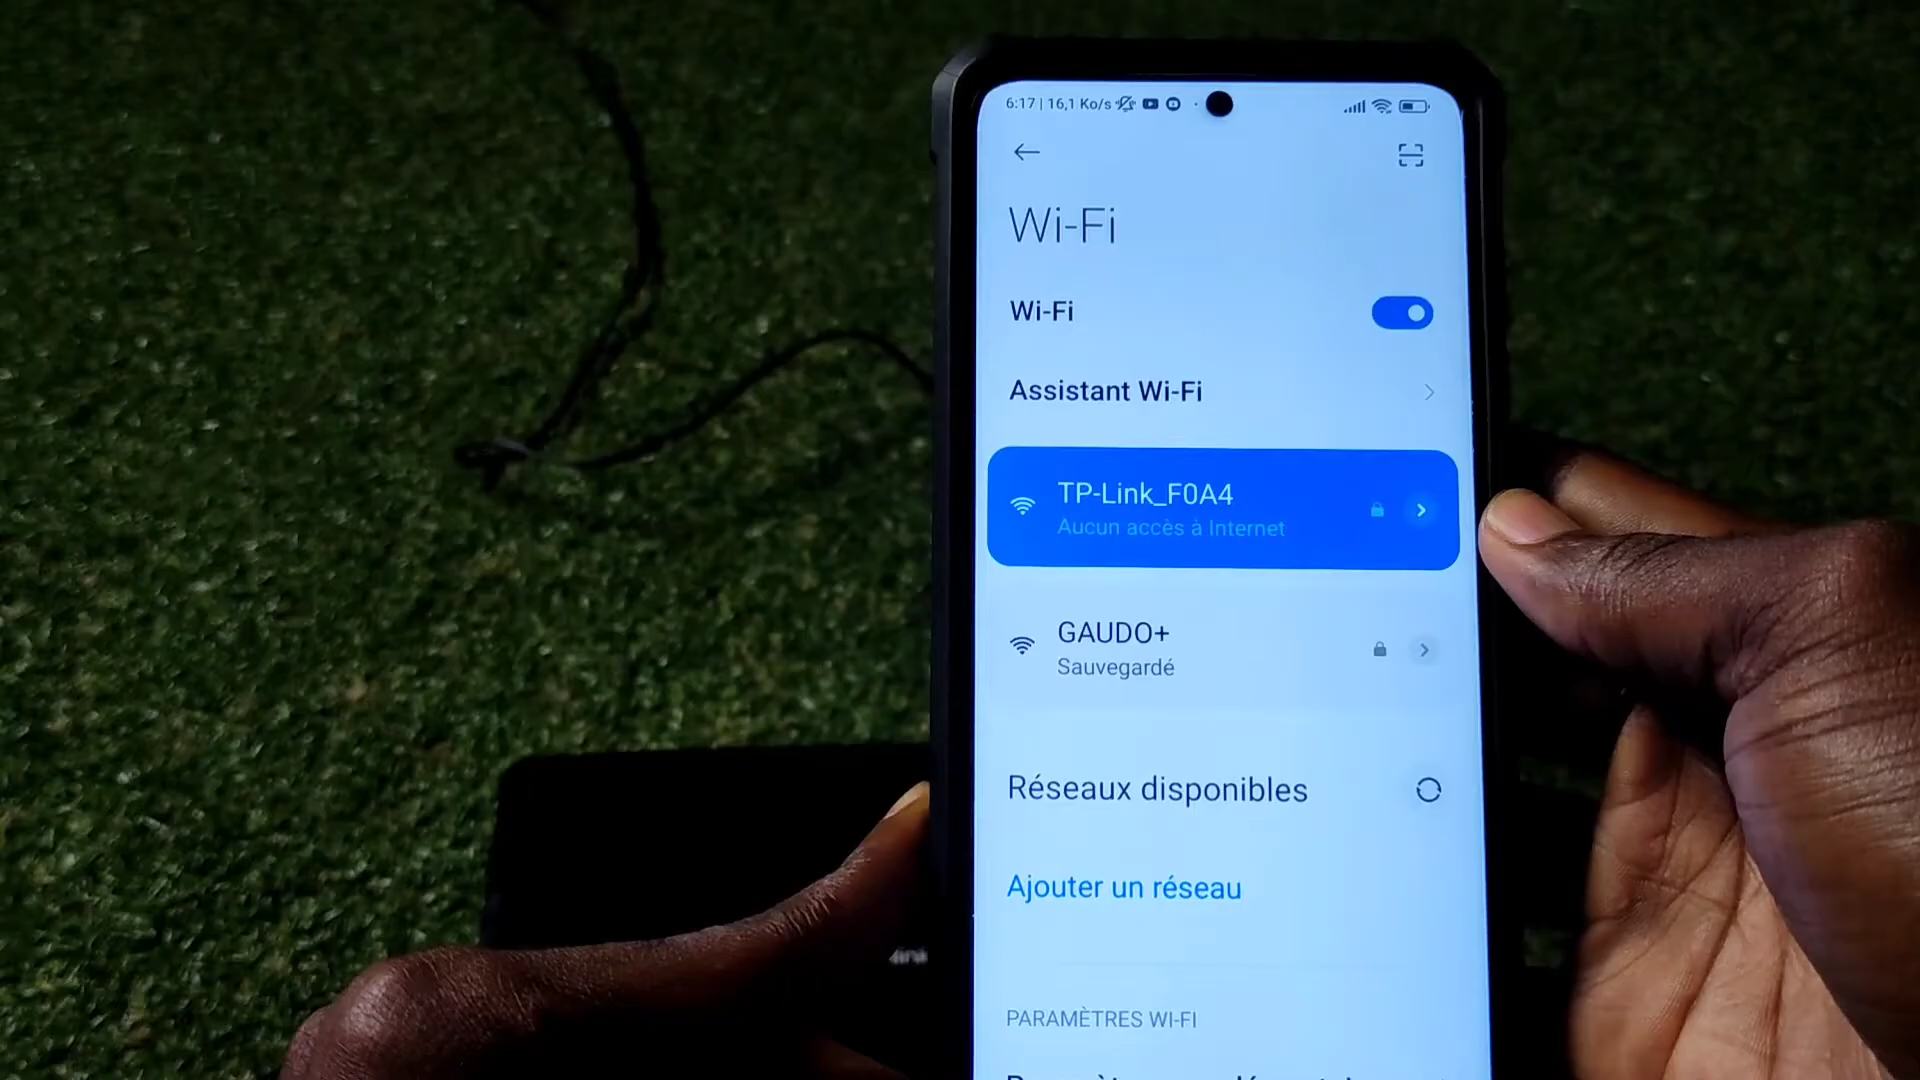 6:17 | 16,1 Ko/s
Wi-Fi
Wi-Fi
Assistant Wi-Fi
TP-Link_F0A4
Aucun accès à Internet
GAUDO+
Sauvegardé
Réseaux disponibles
Ajouter un réseau
PARAMÈTRES WI-FI